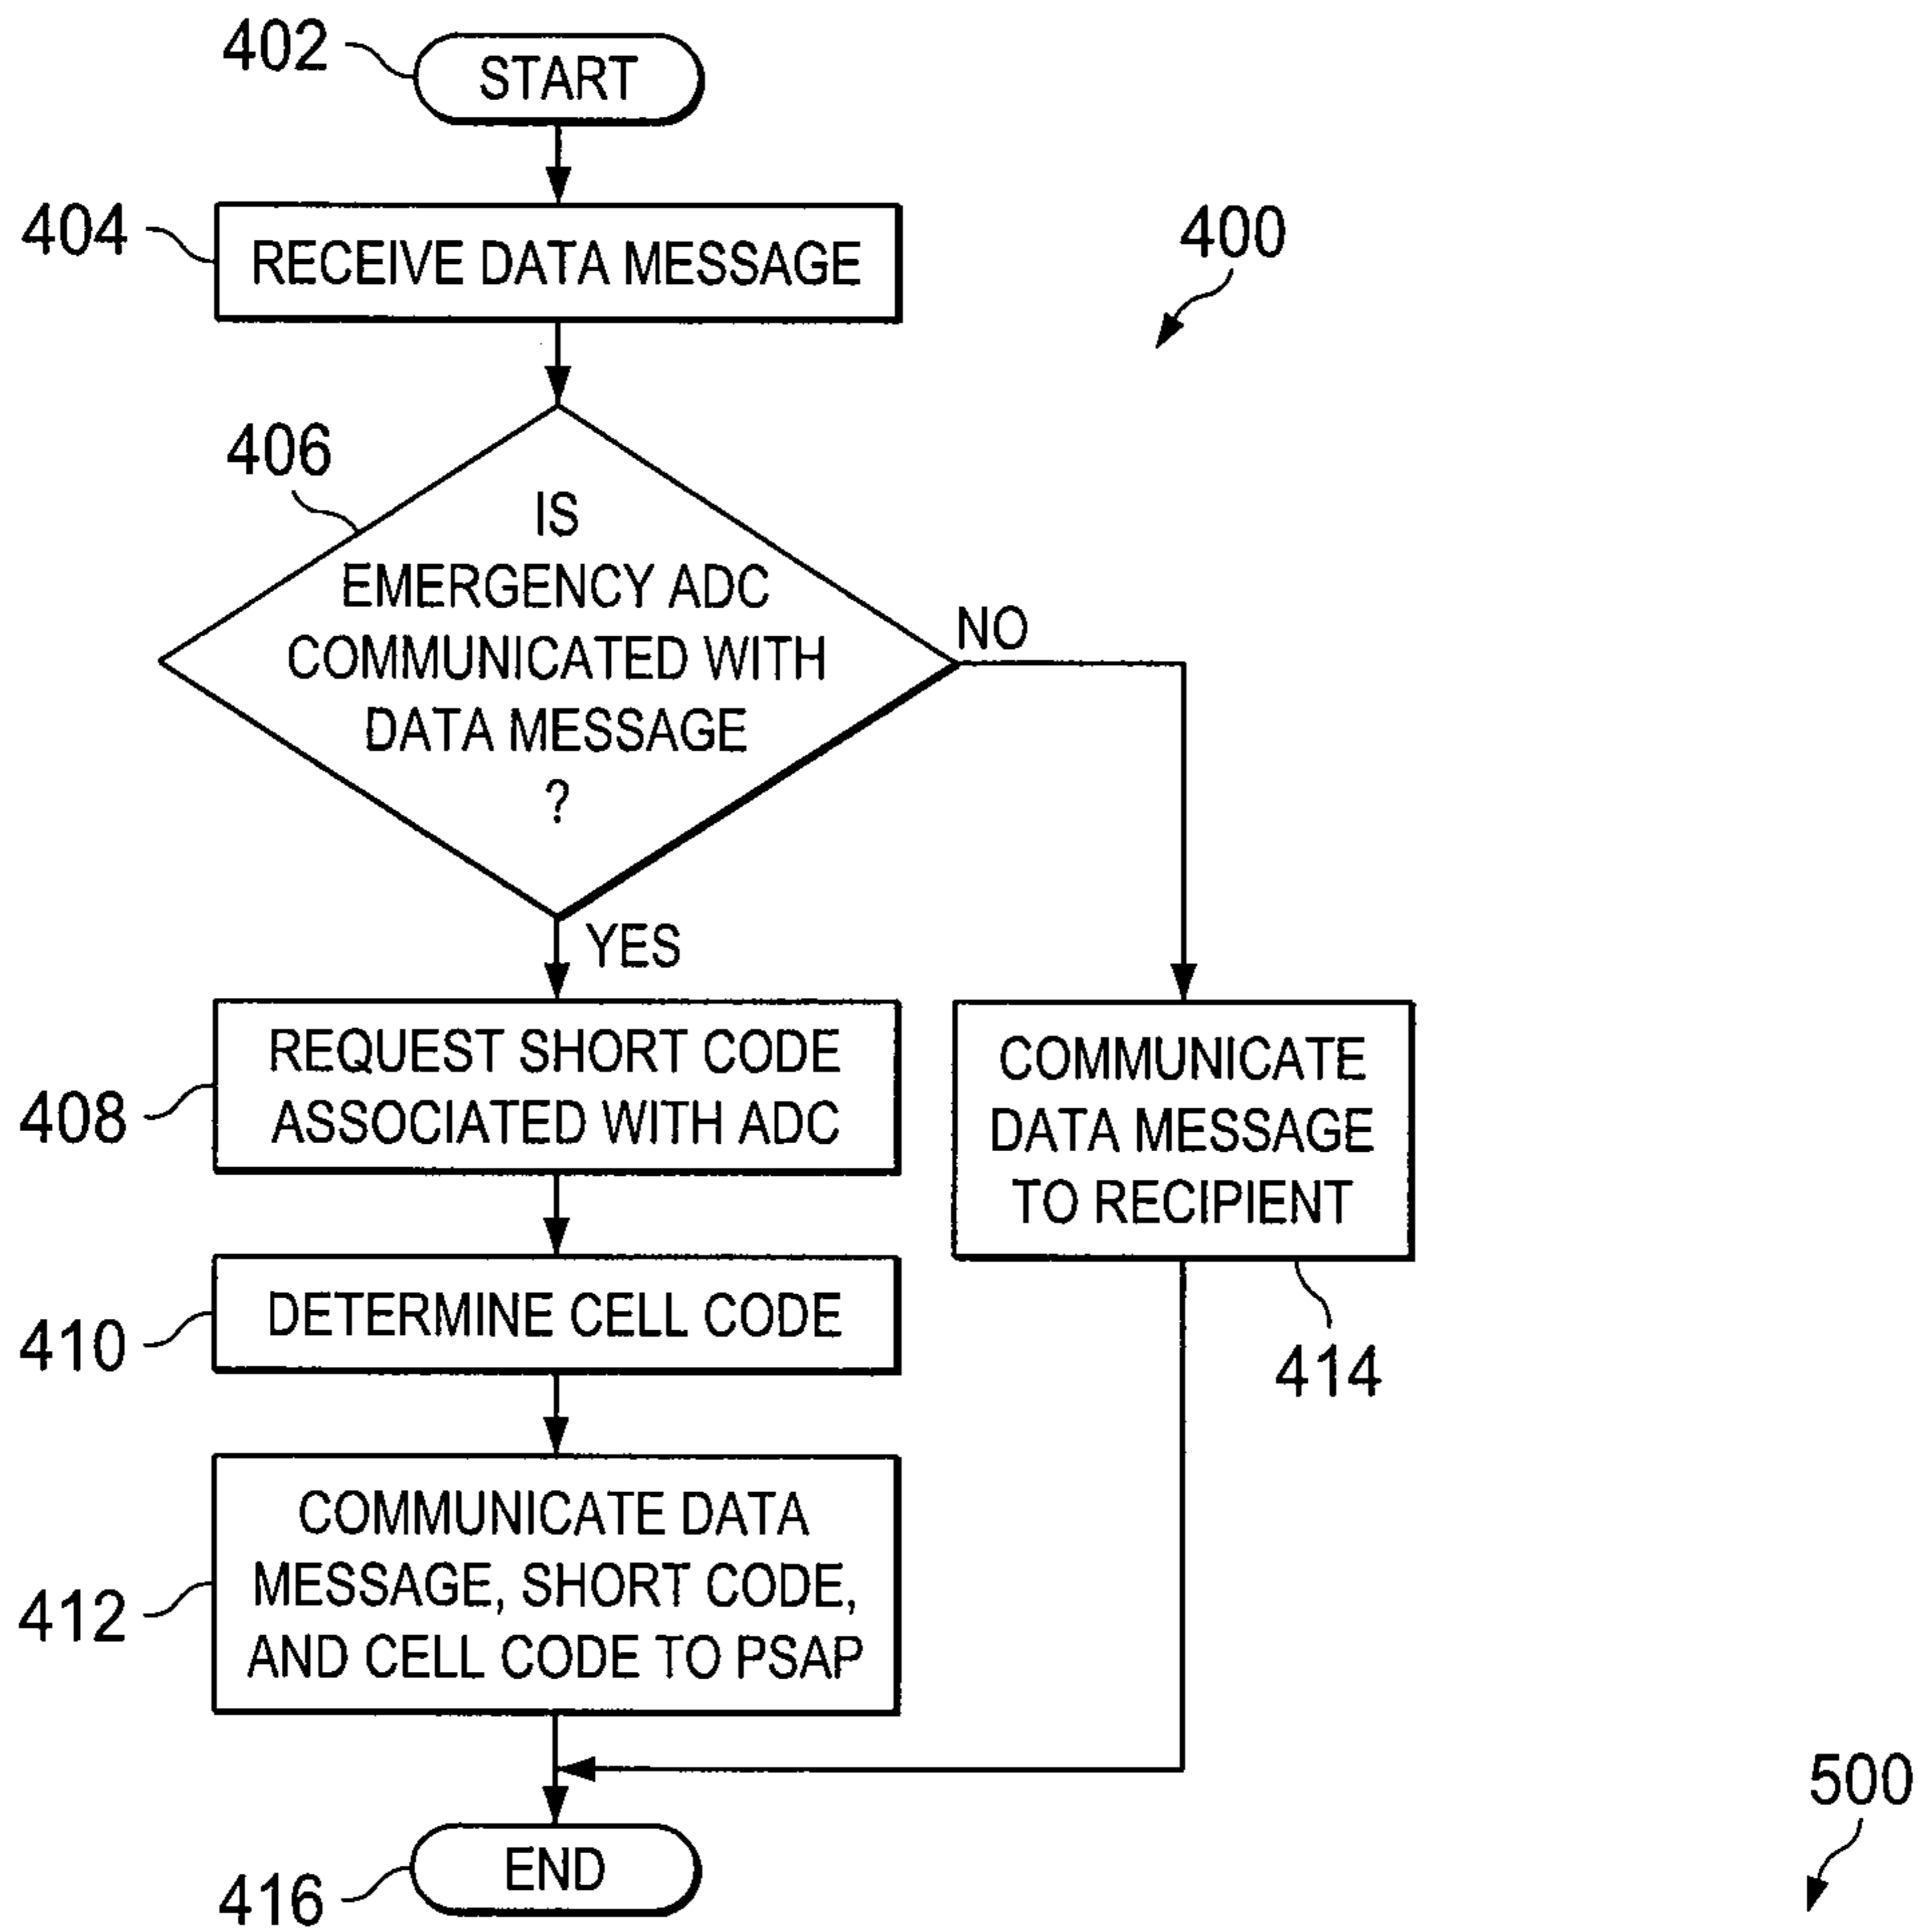 402
START
404
RECEIVE DATA MESSAGE
400
406
IS
EMERGENCY ADC
COMMUNICATED WITH
DATA MESSAGE
?
NO
YES
408
REQUEST SHORT CODE
ASSOCIATED WITH ADC
COMMUNICATE
DATA MESSAGE
TO RECIPIENT
414
410
DETERMINE CELL CODE
412
COMMUNICATE DATA
MESSAGE, SHORT CODE,
AND CELL CODE TO PSAP
416
END
500